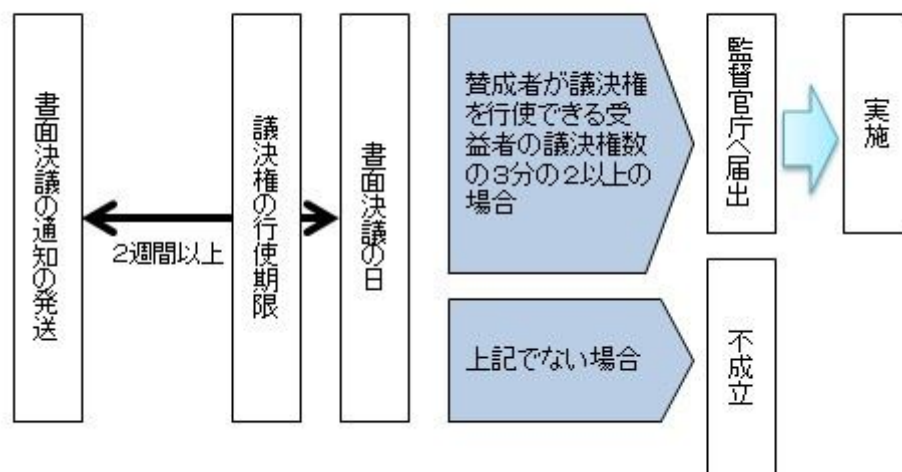 書面決議の通知の発送
2週間以上
議決権の行使期限
書面決議の日
賛成者が議決権
を行使できる受
益者の議決権数
の3分の2以上の
場合
監督官庁へ届出
実施
上記でない場合
不成立